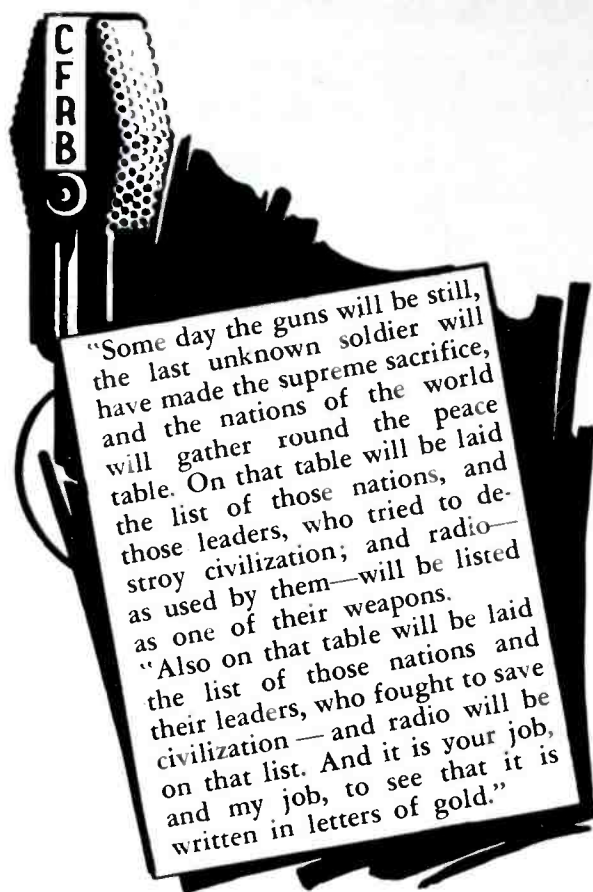 CFRB
“Some day the guns will be still,
the last unknown soldier will
have made the supreme sacrifice,
and the nations of the world
will gather round the peace
table. On that table will be laid
the list of those nations, and
those leaders, who tried to de-
stroy civilization; and radio—
as used by them—will be listed
as one of their weapons.
“Also on that table will be laid
the list of those nations and
their leaders, who fought to save
civilization — and radio will be
on that list. And it is your job,
and my job, to see that it is
written in letters of gold.”